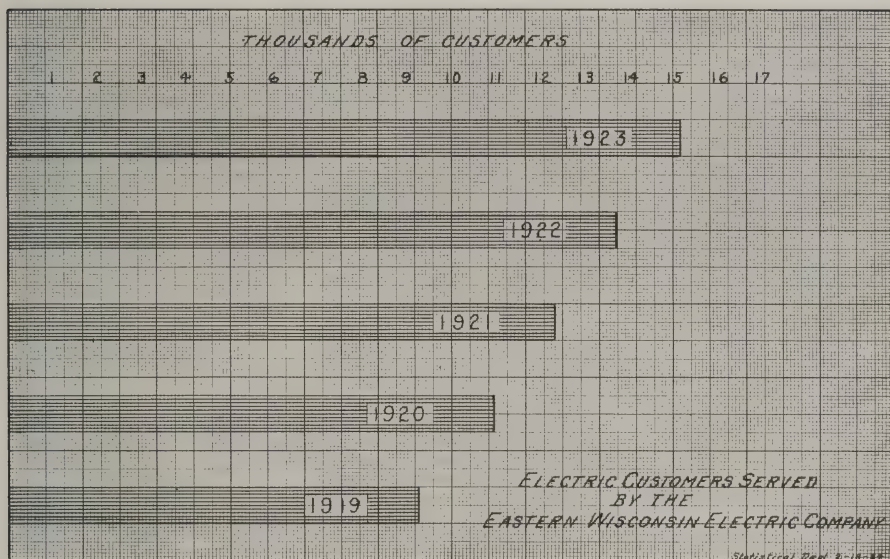 THOUSANDS OF CUSTOMERS
1 2 3 4 5 6 7 8 9 10 11 12 13 14 15 16 17
1923
1922
1921
1920
1919
ELECTRIC CUSTOMERS SERVED
BY THE
EASTERN WISCONSIN ELECTRIC COMPANY
Statistical Dept